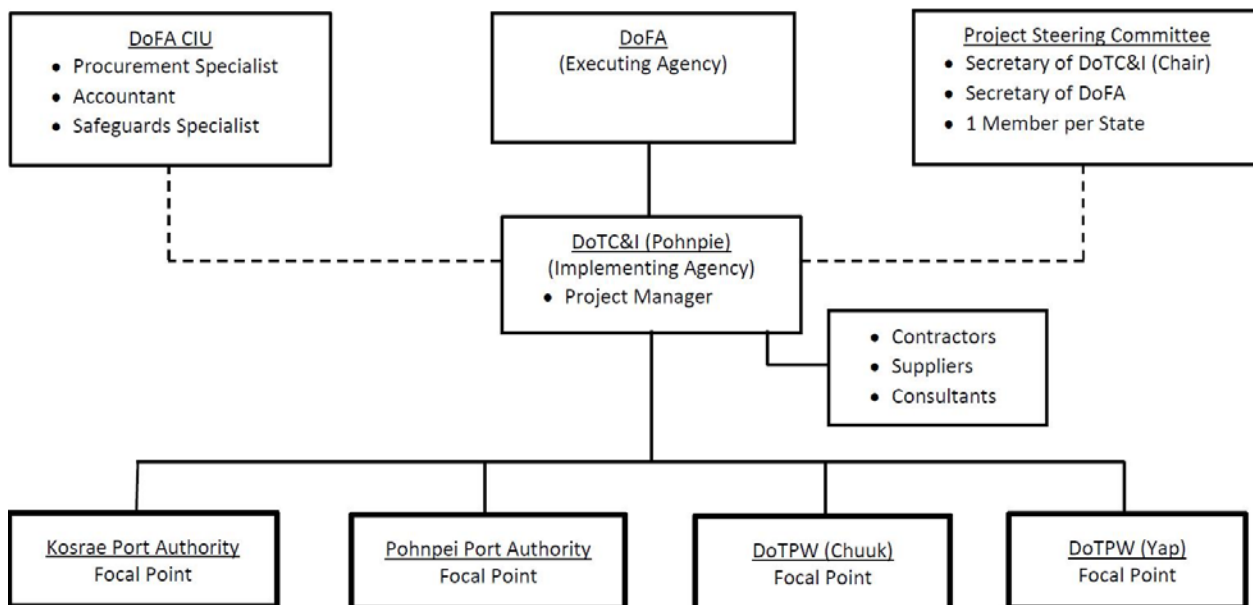 DoFA CIU
• Procurement Specialist
• Accountant
• Safeguards Specialist
DoFA
(Executing Agency)
Project Steering Committee
• Secretary of DoTC&I (Chair)
• Secretary of DoFA
• 1 Member per State
DoTC&I (Pohnpie)
(Implementing Agency)
• Project Manager
• Contractors
• Suppliers
• Consultants
Kosrae Port Authority
Focal Point
Pohnpei Port Authority
Focal Point
DoTPW (Chuuk)
Focal Point
DoTPW (Yap)
Focal Point